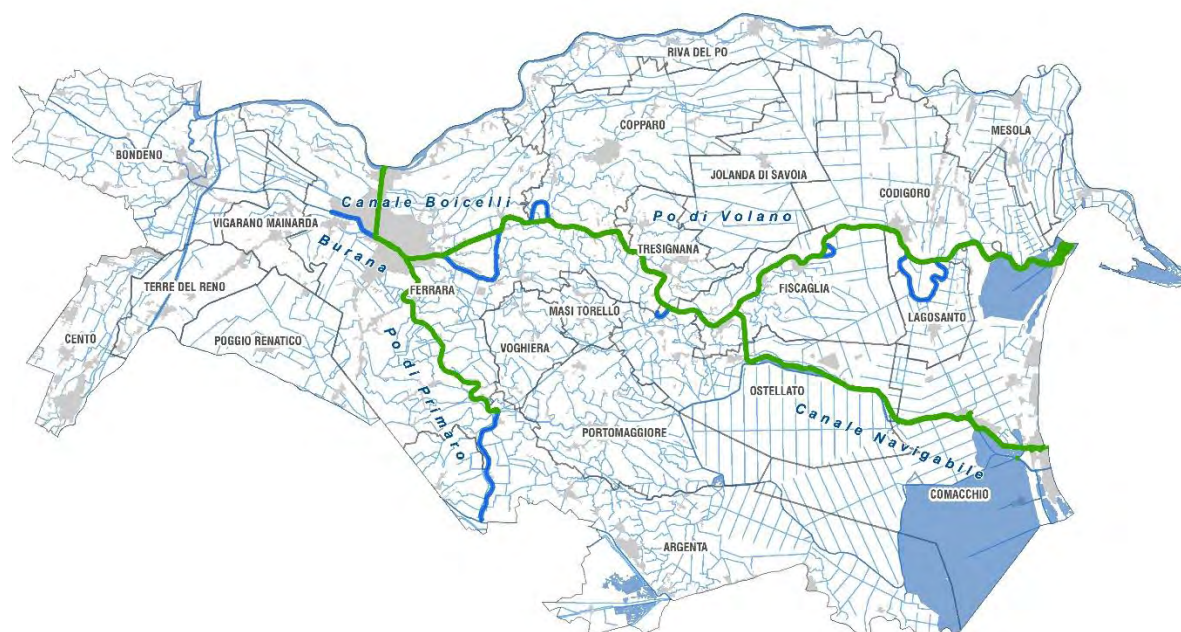 RIVA DEL PO
COPPARO
MESOLA
BONDENO
JOLANDA DI SAVOIA
CODIGORO
Canale Boicelli
Po di Volano
VIGARANO MAINARDA
Burana
TRESIGNANA
TERRE DEL RENO
FERRARA
FISCAGLIA
MASI TORELLO
LAGOSANTO
CENTO
POGGIO RENATICO
VOGHIERA
Po di Primaro
OSTELLATO
PORTOMAGGIORE
Canale Navigabile
COMACCHIO
ARGENTA